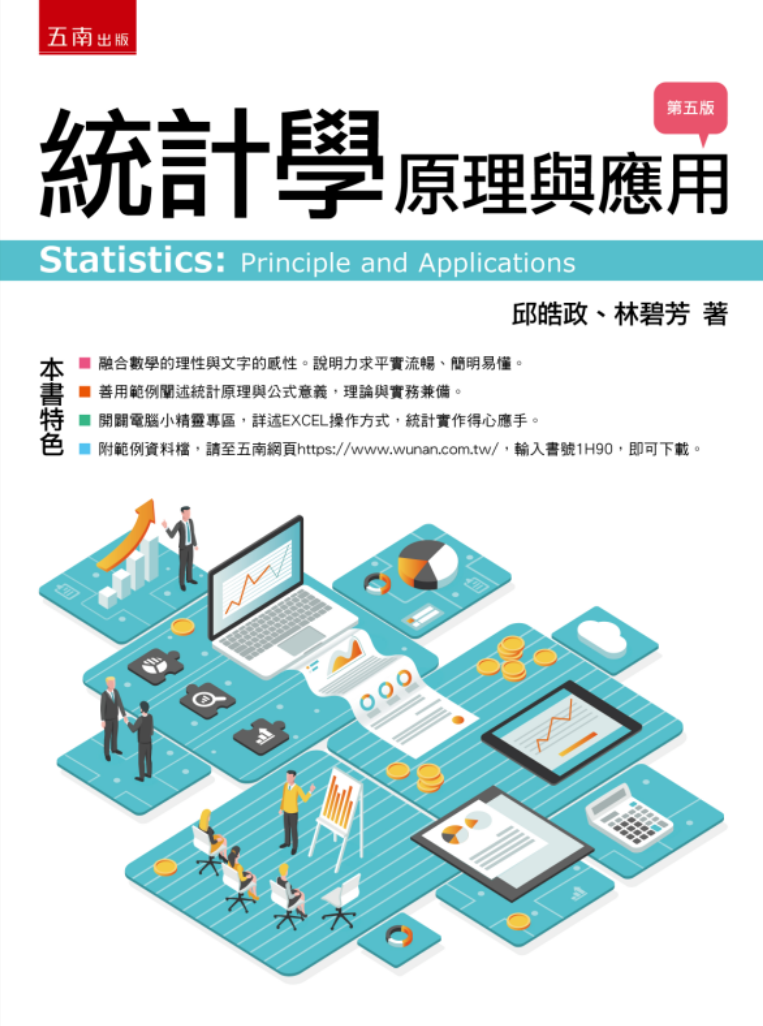 五南出版
第五版
統計學 原理與應用
Statistics: Principle and Applications
邱皓政、林碧芳 著
本書特色
■ 融合數學的理性與文字的感性。說明力求平實流暢、簡明易懂。
■ 善用範例闡述統計原理與公式意義，理論與實務兼備。
■ 開闢電腦小精靈專區，詳述EXCEL操作方式，統計實作得心應手。
■ 附範例資料檔，請至五南網頁https://www.wunan.com.tw/，輸入書號1H90，即可下載。